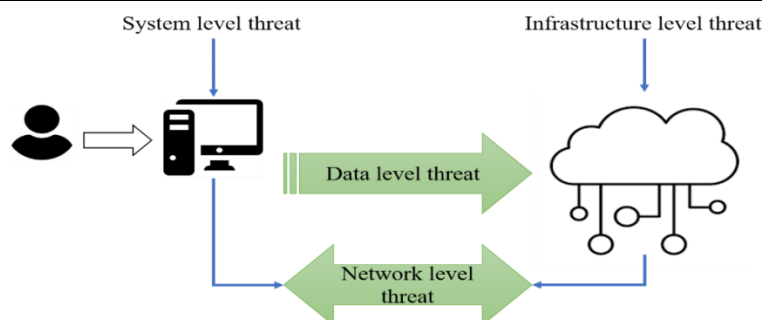 System level threat
Infrastructure level threat
Data level threat
Network level
threat